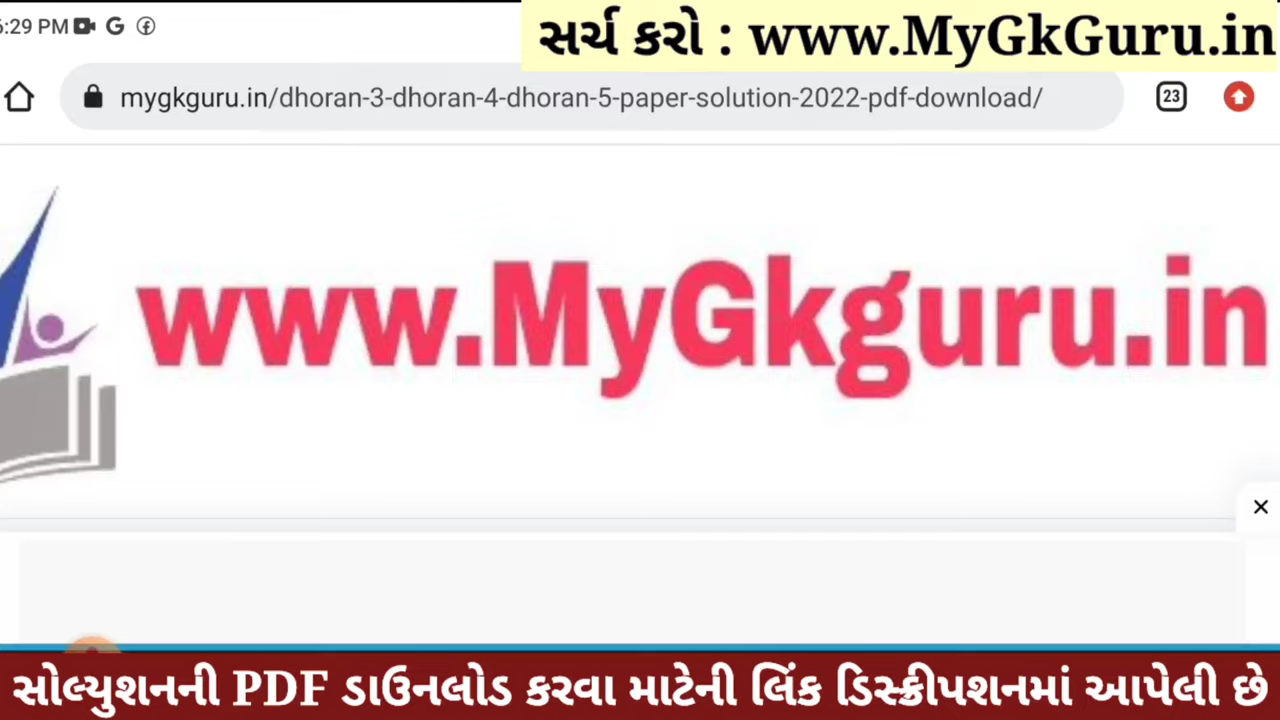 6:29 PM
સર્ચ કરો : www.MyGkGuru.in
mygkguru.in/dhoran-3-dhoran-4-dhoran-5-paper-solution-2022-pdf-download/
23
www.MyGkguru.in
સોલ્યુશનની PDF ડાઉનલોડ કરવા માટેની લિંક ડિસ્ક્રીપશનમાં આપેલી છે